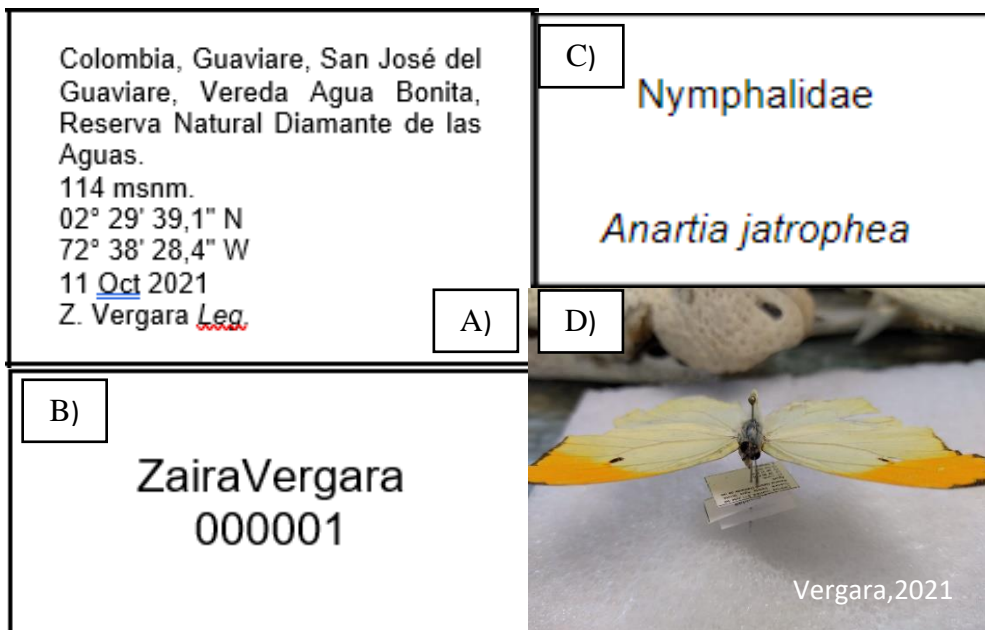 Colombia, Guaviare, San José del
Guaviare, Vereda Agua Bonita,
Reserva Natural Diamante de las
Aguas.
114 msnm.
02° 29' 39,1" N
72° 38' 28,4" W
11 Oct 2021
Z. Vergara Leg.
A)
B)
ZairaVergara
000001
C)
Nymphalidae
Anartia jatrophea
D)
Vergara,2021